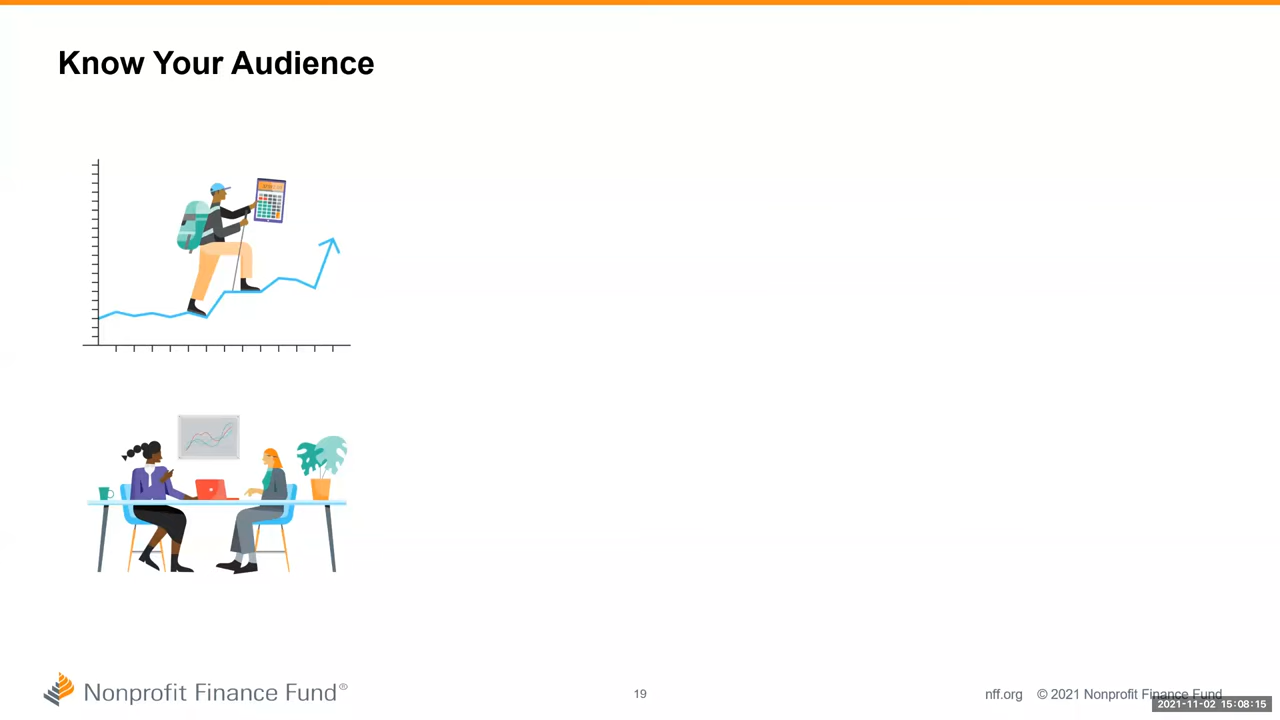 Know Your Audience
Nonprofit Finance Fund®
19
nff.org © 2021 Nonprofit Finance Fund
2021-11-02 15:08:15